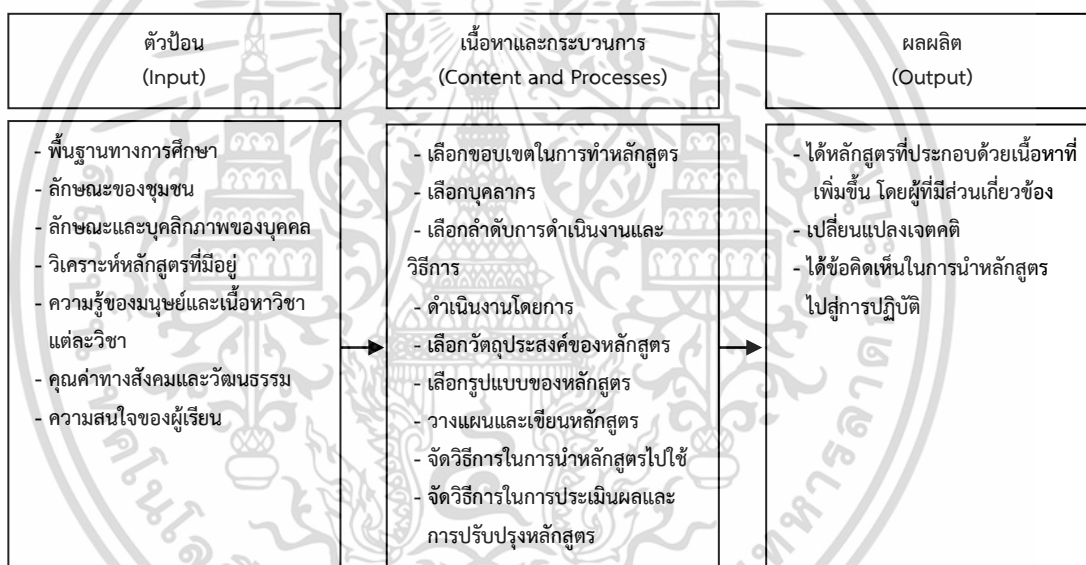 ตัวป้อน
(Input)
เนื้อหาและกระบวนการ
(Content and Processes)
ผลผลิต
(Output)
- พื้นฐานทางการศึกษา
- ลักษณะของชุมชน
- ลักษณะและบุคลิกภาพของบุคคล
- วิเคราะห์หลักสูตรที่มีอยู่
- ความรู้ของมนุษย์และเนื้อหาวิชา
แต่ละวิชา
- คุณค่าทางสังคมและวัฒนธรรม
- ความสนใจของผู้เรียน
- เลือกขอบเขตในการทำหลักสูตร
- เลือกบุคลากร
- เลือกลำดับการดำเนินงานและ
วิธีการ
- ดำเนินงานโดยการ
- เลือกวัตถุประสงค์ของหลักสูตร
- เลือกรูปแบบของหลักสูตร
- วางแผนและเขียนหลักสูตร
- จัดวิธีการในการนำหลักสูตรไปใช้
- จัดวิธีการในการประเมินผลและ
การปรับปรุงหลักสูตร
- ได้หลักสูตรที่ประกอบด้วยเนื้อหาที่
เพิ่มขึ้น โดยผู้ที่มีส่วนเกี่ยวข้อง
- เปลี่ยนแปลงเจตคติ
- ได้ข้อคิดเห็นในการนำหลักสูตร
ไปสู่การปฏิบัติ